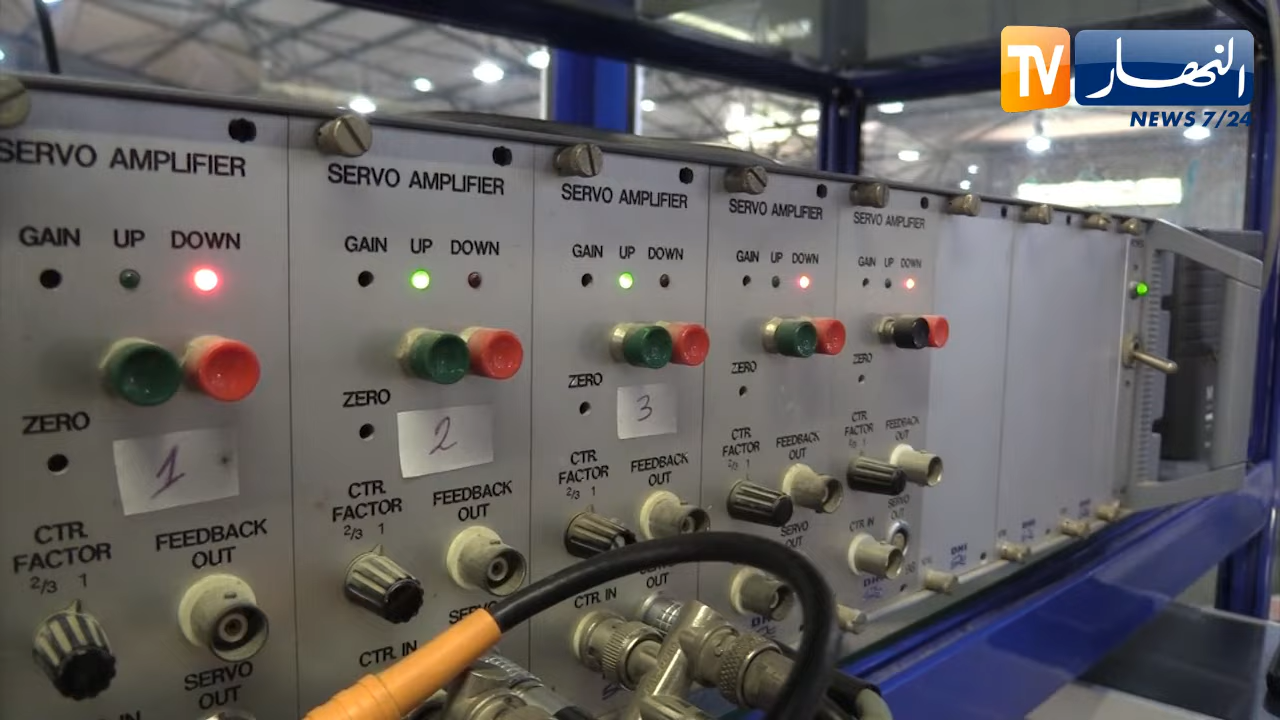 TV النهار
NEWS 7/24
SERVO AMPLIFIER
GAIN UP DOWN
ZERO
1
CTR. FACTOR
2/3 1
FEEDBACK OUT
SERVO OUT
SERVO AMPLIFIER
GAIN UP DOWN
ZERO
2
CTR. FACTOR
2/3 1
FEEDBACK OUT
CTR. IN
SERVO AMPLIFIER
GAIN UP DOWN
ZERO
3
CTR. FACTOR
2/3 1
FEEDBACK OUT
OUT
CTR. IN
SERVO AMPLIFIER
GAIN UP DOWN
ZERO
CTR. FACTOR
2/3 1
FEEDBACK OUT
SERVO OUT
SERVO AMPLIFIER
GAIN UP DOWN
ZERO
CTR. FACTOR
FEEDBACK OUT
SERVO OUT
CTR. IN